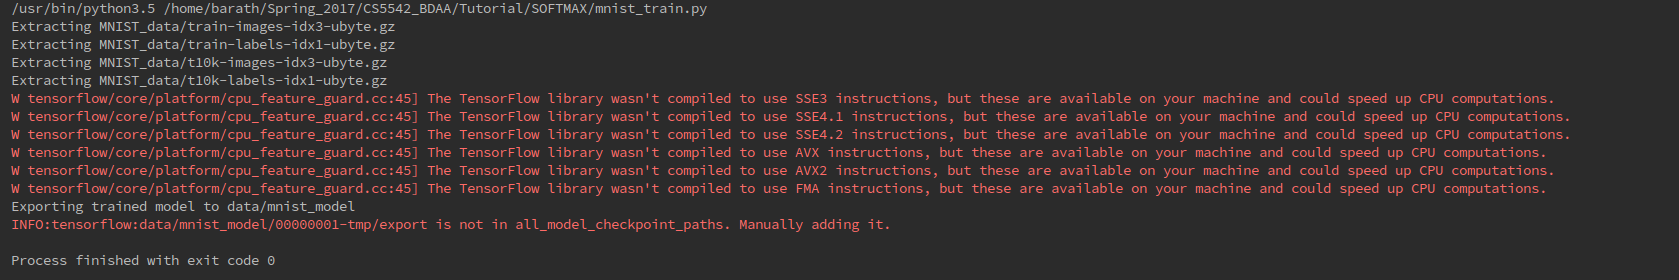 /usr/bin/python3.5 /home/barath/Spring_2017/CS5542_BDAA/Tutorial/SOFTMAX/mnist_train.py
Extracting MNIST_data/train-images-idx3-ubyte.gz
Extracting MNIST_data/train-labels-idx1-ubyte.gz
Extracting MNIST_data/t10k-images-idx3-ubyte.gz
Extracting MNIST_data/t10k-labels-idx1-ubyte.gz
W tensorflow/core/platform/cpu_feature_guard.cc:45] The TensorFlow library wasn't compiled to use SSE3 instructions, but these are available on your machine and could speed up CPU computations.
W tensorflow/core/platform/cpu_feature_guard.cc:45] The TensorFlow library wasn't compiled to use SSE4.1 instructions, but these are available on your machine and could speed up CPU computations.
W tensorflow/core/platform/cpu_feature_guard.cc:45] The TensorFlow library wasn't compiled to use SSE4.2 instructions, but these are available on your machine and could speed up CPU computations.
W tensorflow/core/platform/cpu_feature_guard.cc:45] The TensorFlow library wasn't compiled to use AVX instructions, but these are available on your machine and could speed up CPU computations.
W tensorflow/core/platform/cpu_feature_guard.cc:45] The TensorFlow library wasn't compiled to use AVX2 instructions, but these are available on your machine and could speed up CPU computations.
W tensorflow/core/platform/cpu_feature_guard.cc:45] The TensorFlow library wasn't compiled to use FMA instructions, but these are available on your machine and could speed up CPU computations.
Exporting trained model to data/mnist_model
INFO:tensorflow:data/mnist_model/00000001-tmp/export is not in all_model_checkpoint_paths. Manually adding it.
Process finished with exit code 0